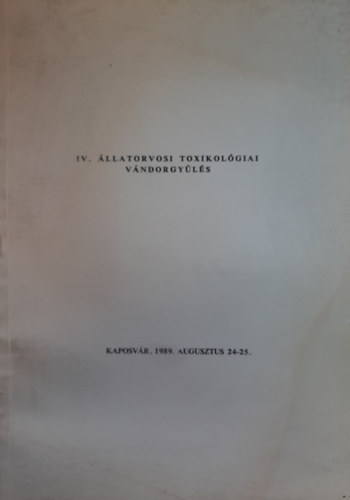 IV. ÁLLATORVOSI TOXIKOLÓGIAI
VÁNDORGYŰLÉS
KAPOSVÁR, 1989. AUGUSZTUS 24-25.